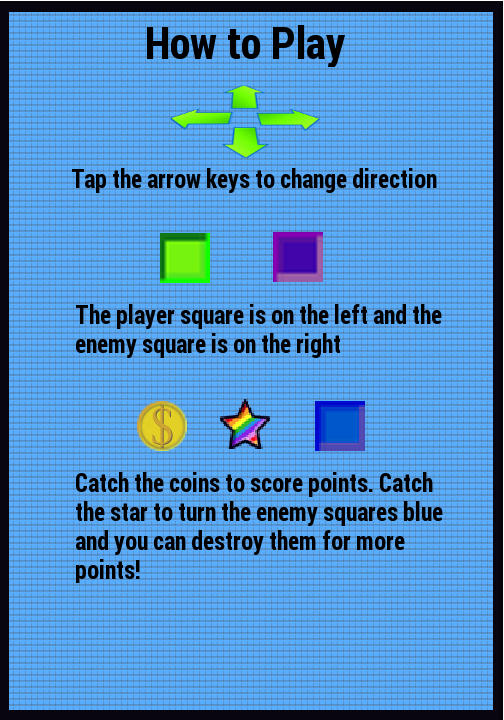 How to Play
Tap the arrow keys to change direction
The player square is on the left and the
enemy square is on the right
$
Catch the coins to score points. Catch
the star to turn the enemy squares blue
and you can destroy them for more
points!